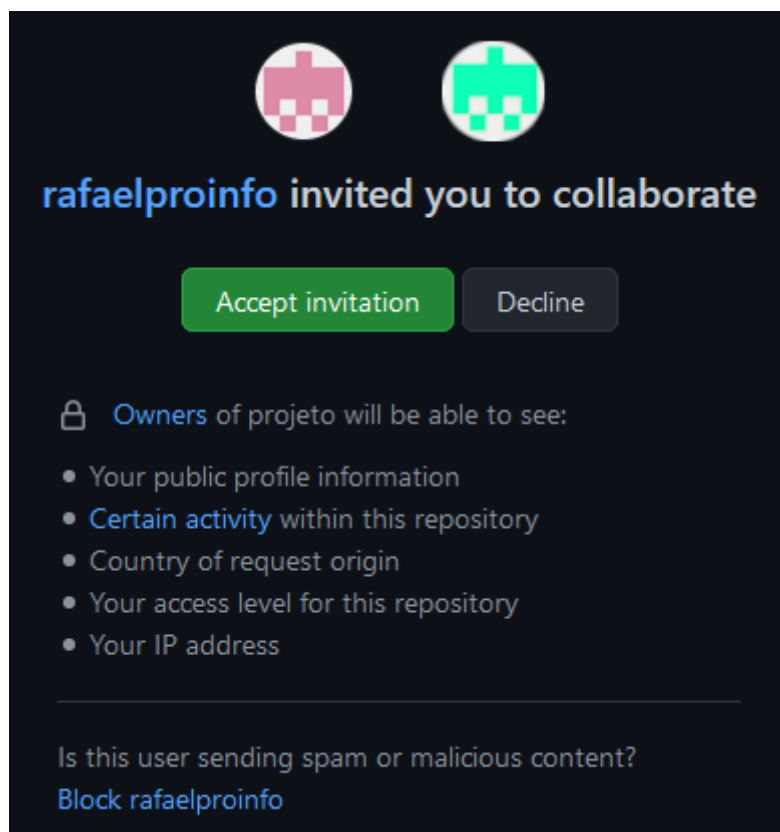 rafaelproinfo invited you to collaborate
Accept invitation Decline
Owners of projeto will be able to see:
Your public profile information
Certain activity within this repository
Country of request origin
Your access level for this repository
Your IP address
Is this user sending spam or malicious content?
Block rafaelproinfo